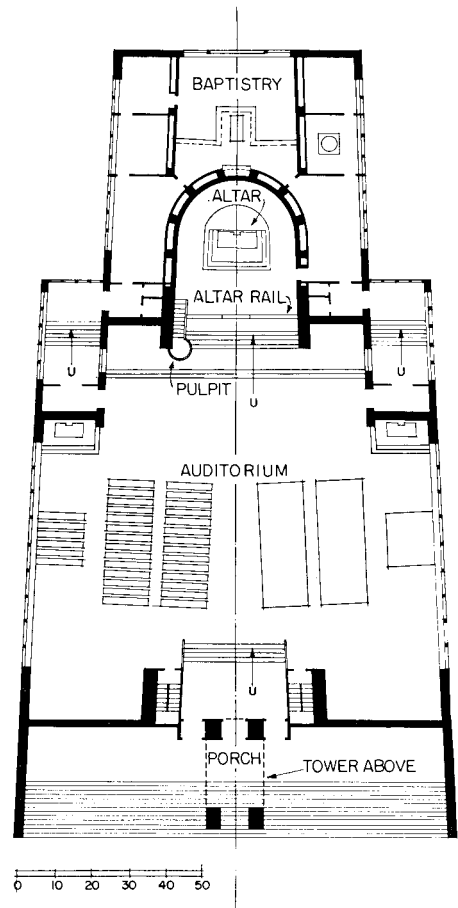 BAPTISTRY
ALTAR
ALTAR RAIL
PULPIT
U
U
U
AUDITORIUM
U
PORCH
TOWER ABOVE
0 10 20 30 40 50